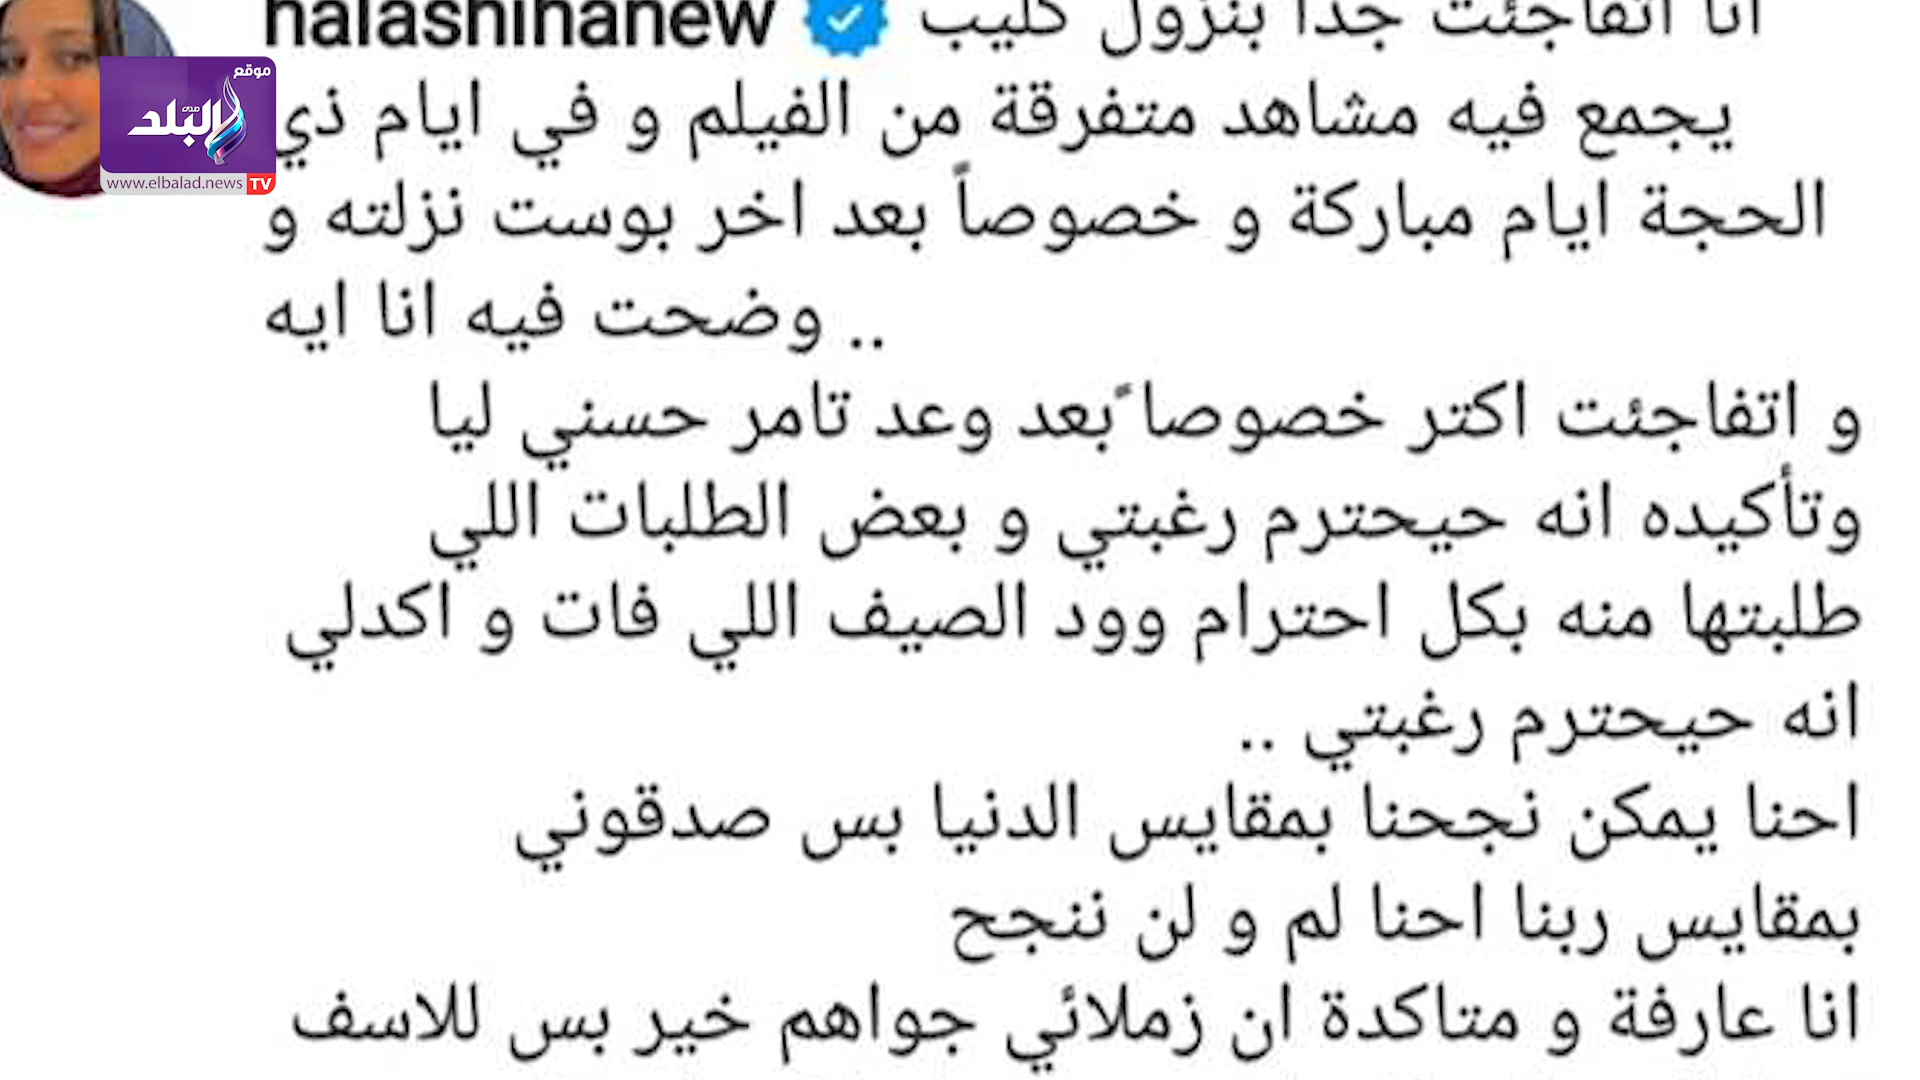 halashihanew انا اتفاجئت جدا بنزول كليب
يجمع فيه مشاهد متفرقة من الفيلم و في ايام ذي
الحجة ايام مباركة و خصوصاً بعد اخر بوست نزلته و
وضحت فيه انا ايه ..
و اتفاجئت اكتر خصوصا ًبعد وعد تامر حسني ليا
وتأكيده انه حيحترم رغبتي و بعض الطلبات اللي
طلبتها منه بكل احترام وود الصيف اللي فات و اكدلي
انه حيحترم رغبتي ..
احنا يمكن نجحنا بمقايس الدنيا بس صدقوني
بمقايس ربنا احنا لم و لن ننجح
انا عارفة و متاكدة ان زملائي جواهم خير بس للاسف
موقع
صدى البلد
www.elbalad.news TV